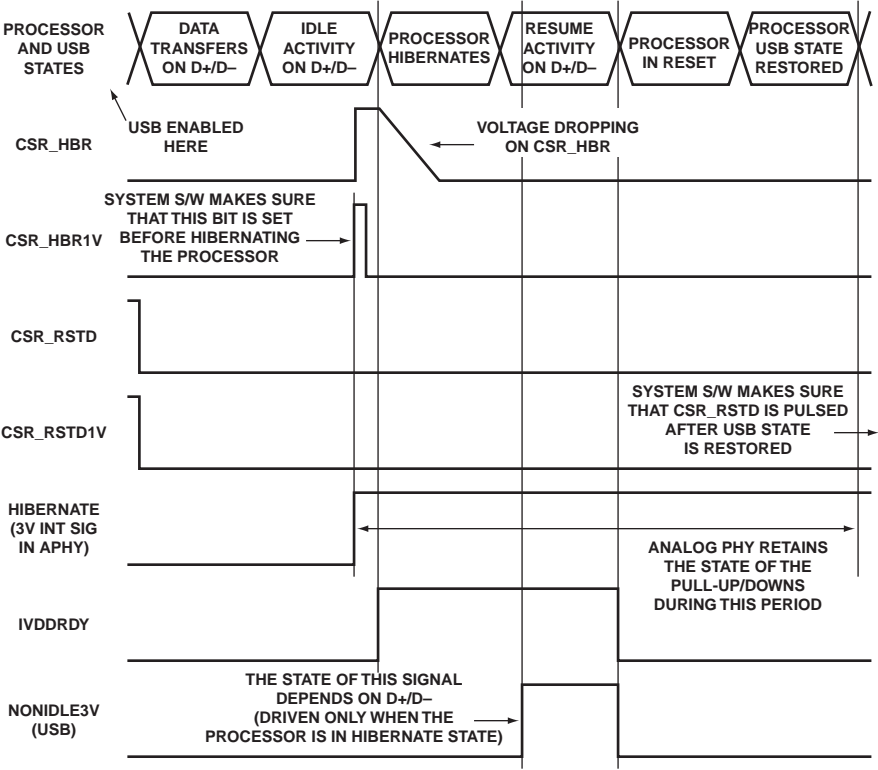 PROCESSOR
AND USB
STATES
DATA
TRANSFERS
ON D+/D–
IDLE
ACTIVITY
ON D+/D–
PROCESSOR
HIBERNATES
RESUME
ACTIVITY
ON D+/D–
PROCESSOR
IN RESET
PROCESSOR
USB STATE
RESTORED
USB ENABLED
HERE
CSR_HBR
VOLTAGE DROPPING
ON CSR_HBR
SYSTEM S/W MAKES SURE
THAT THIS BIT IS SET
BEFORE HIBERNATING
THE PROCESSOR
CSR_HBR1V
CSR_RSTD
CSR_RSTD1V
SYSTEM S/W MAKES SURE
THAT CSR_RSTD IS PULSED
AFTER USB STATE
IS RESTORED
HIBERNATE
(3V INT SIG
IN APHY)
ANALOG PHY RETAINS
THE STATE OF THE
PULL-UP/DOWNS
DURING THIS PERIOD
IVDDRDY
THE STATE OF THIS SIGNAL
DEPENDS ON D+/D–
(DRIVEN ONLY WHEN THE
PROCESSOR IS IN HIBERNATE STATE)
NONIDLE3V
(USB)